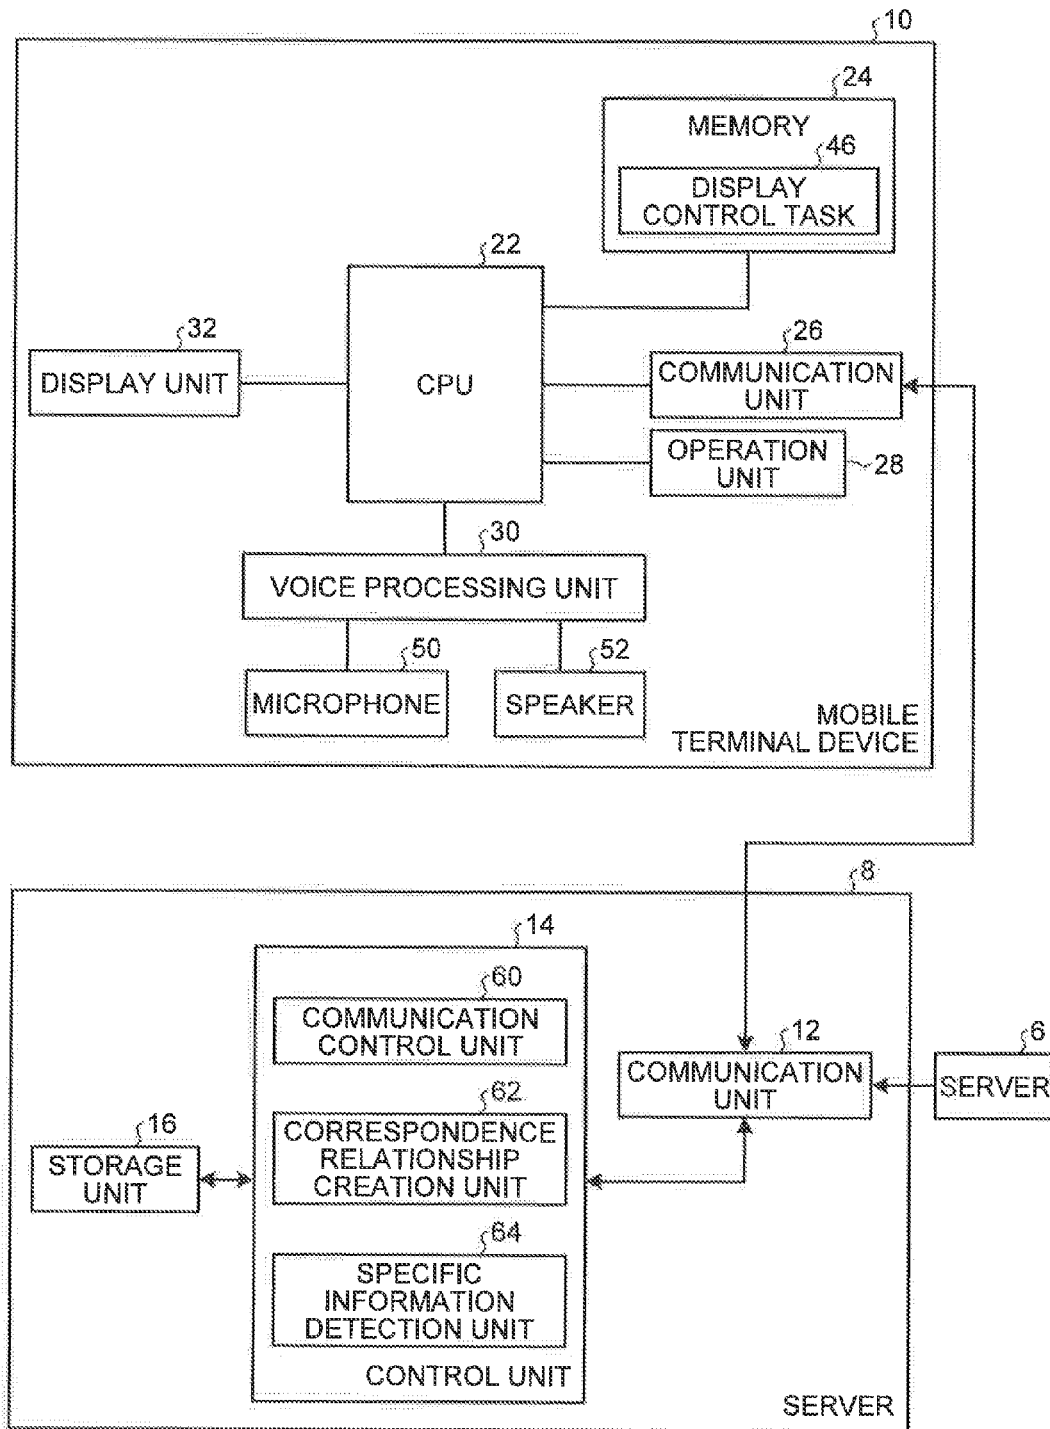 10
24
MEMORY
46
DISPLAY
CONTROL TASK
22
CPU
32
DISPLAY UNIT
26
COMMUNICATION
UNIT
OPERATION
UNIT
28
30
VOICE PROCESSING UNIT
50
MICROPHONE
52
SPEAKER
MOBILE
TERMINAL DEVICE
8
14
60
COMMUNICATION
CONTROL UNIT
12
COMMUNICATION
UNIT
6
SERVER
62
CORRESPONDENCE
RELATIONSHIP
CREATION UNIT
16
STORAGE
UNIT
64
SPECIFIC
INFORMATION
DETECTION UNIT
CONTROL UNIT
SERVER